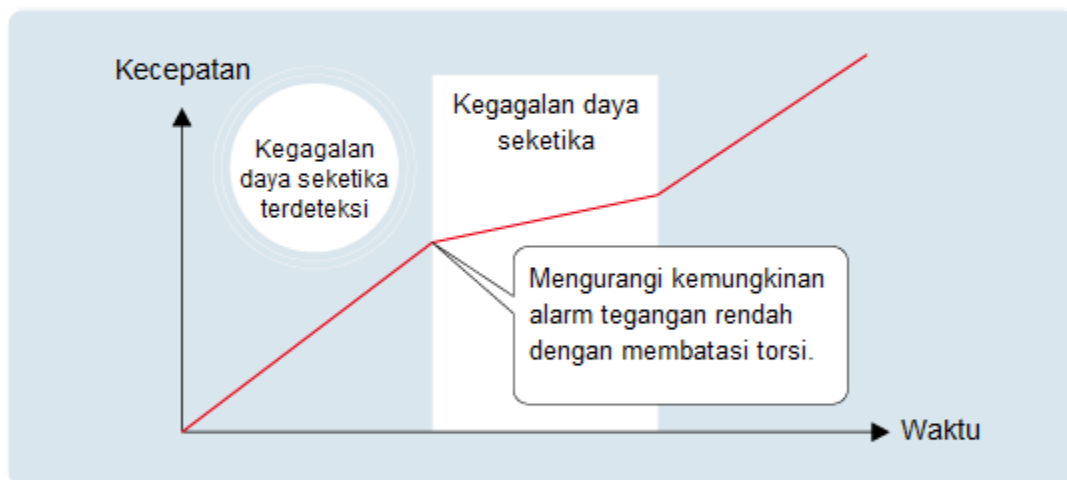 Kecepatan
Kegagalan
daya seketika
terdeteksi
Kegagalan daya
seketika
Mengurangi kemungkinan
alarm tegangan rendah
dengan membatasi torsi.
Waktu